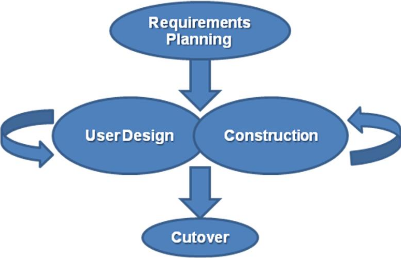 Requirements
Planning
User Design
Construction
Cutover